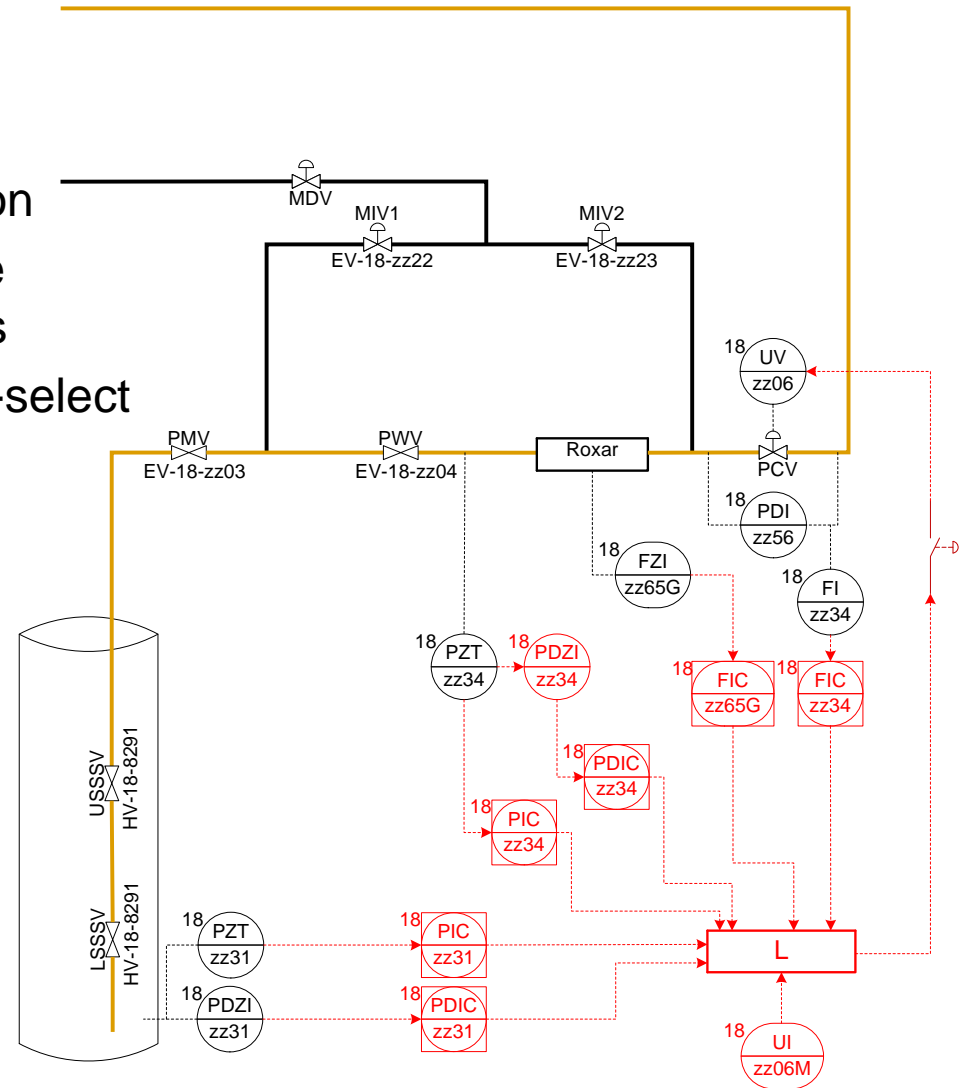 on
MDV
MIV1
MIV2
e
EV-18-zz22
EV-18-zz23
s
18
UV
zz06
-select
PMV
PWV
Roxar
EV-18-zz03
EV-18-zz04
PCV
18
PDI
zz56
18
FZI
zz65G
18
FI
zz34
18
PZT
zz34
18
PDZI
zz34
18
FIC
zz65G
18
FIC
zz34
USSSV
HV-18-8291
18
PDIC
zz34
18
PIC
zz34
LSSSV
HV-18-8291
18
PZT
zz31
18
PIC
zz31
L
18
PDZI
zz31
18
PDIC
zz31
18
UI
zz06M